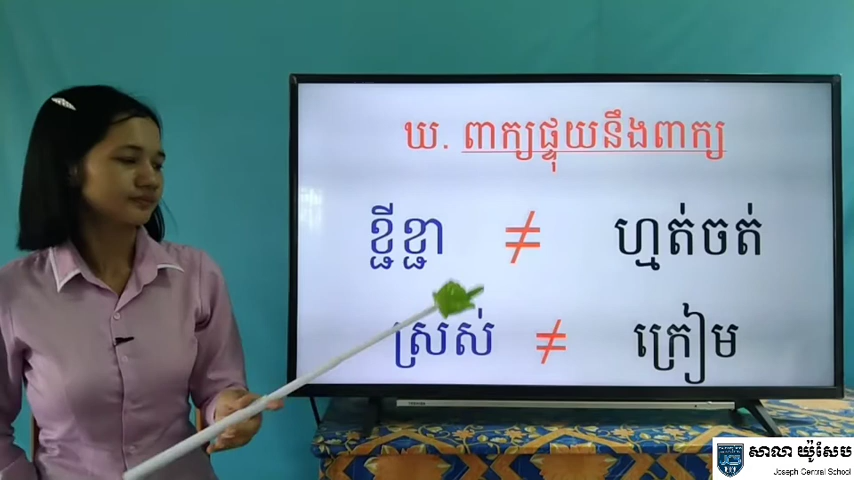 ឃ. ពាក្យផ្ទុយនឹងពាក្យ
ខ្ជីខ្ជា ≠ ហ្មត់ចត់
ស្រស់ ≠ ក្រៀម
TOSHIBA
សាលា យ៉ូសែប
Joseph Central School